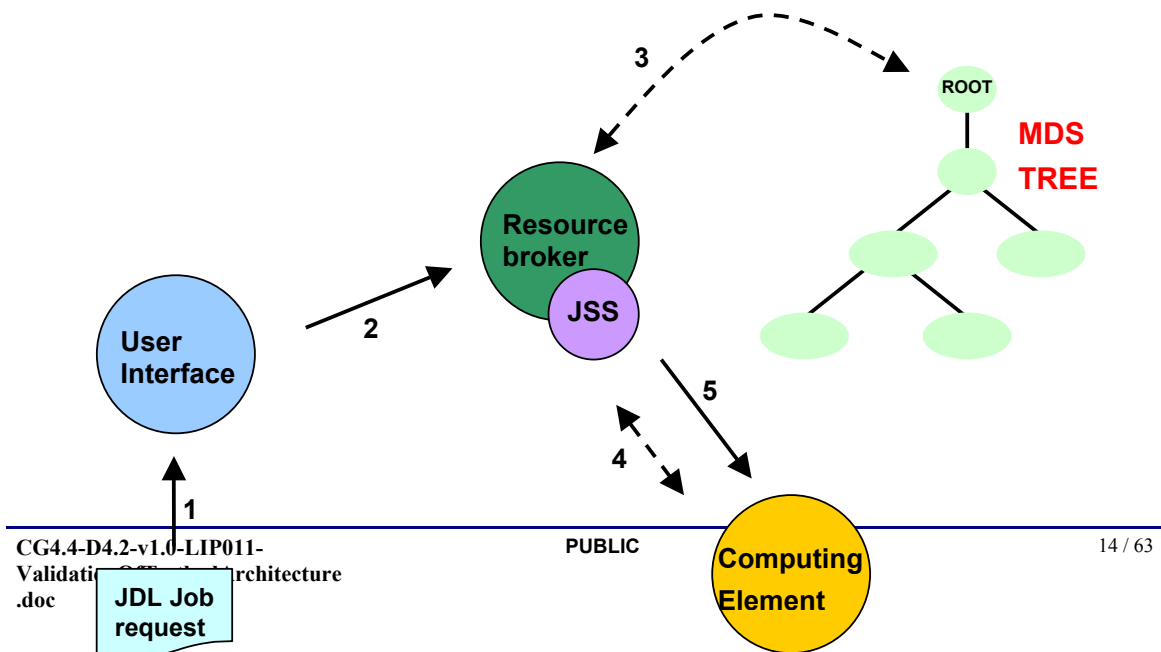 3
ROOT
MDS
TREE
Resource
broker
JSS
User
Interface
2
5
4
1
CG4.4-D4.2-v1.0-LIP011-
PUBLIC
14 / 63
rchitecture
.doc
Computing
Element
JDL Job
request